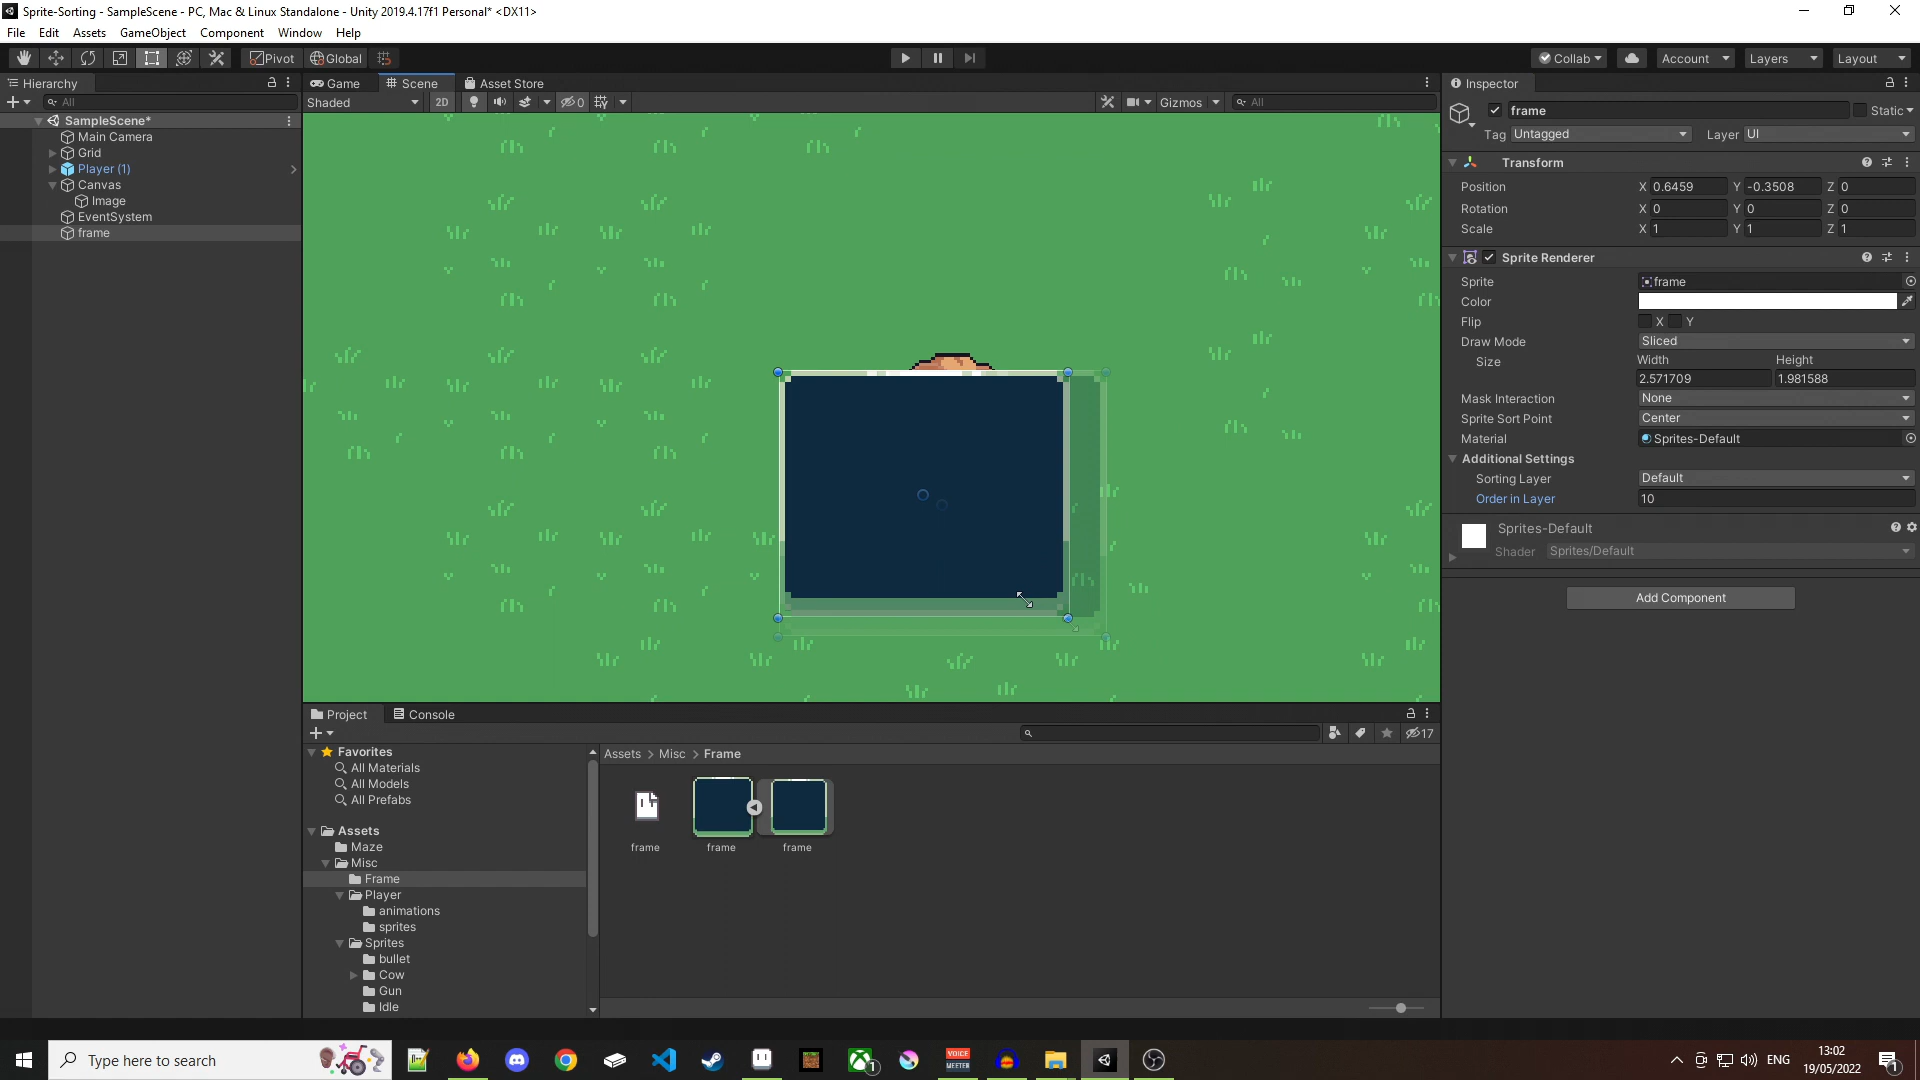 Sprite-Sorting - SampleScene - PC, Mac & Linux Standalone - Unity 2019.4.17f1 Personal* <DX11>
File Edit Assets GameObject Component Window Help
Pivot Global Collab Account Layers Layout
Hierarchy
All
SampleScene*
Main Camera
Grid
Player (1)
Canvas
Image
EventSystem
frame
Game Scene Asset Store
Shaded 2D 0 Gizmos All
Inspector
frame Static
Tag Untagged Layer UI
Transform
Position X 0.6459 Y -0.3508 Z 0
Rotation X 0 Y 0 Z 0
Scale X 1 Y 1 Z 1
Sprite Renderer
Sprite frame
Color
Flip X Y
Draw Mode Sliced
Size Width Height
2.571709 1.981588
Mask Interaction None
Sprite Sort Point Center
Material Sprites-Default
Additional Settings
Sorting Layer Default
Order in Layer 10
Sprites-Default
Shader Sprites/Default
Add Component
Project Console
17
Favorites
All Materials
All Models
All Prefabs
Assets
Maze
Misc
Frame
Player
animations
sprites
Sprites
bullet
Cow
Gun
Idle
Assets > Misc > Frame
frame frame frame
Type here to search
VOICE
MEETER
1
ENG
13:02
19/05/2022
1